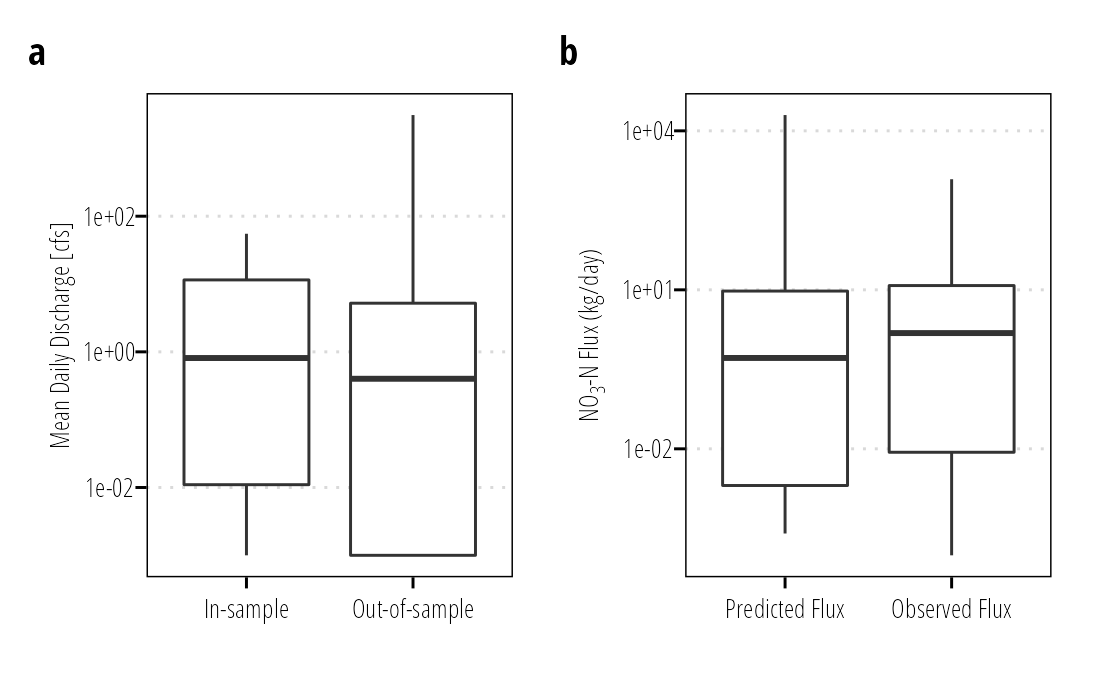 a
Mean Daily Discharge [cfs]
1e+02
1e+00
1e-02
In-sample
Out-of-sample
b
NO3-N Flux (kg/day)
1e+04
1e+01
1e-02
Predicted Flux
Observed Flux